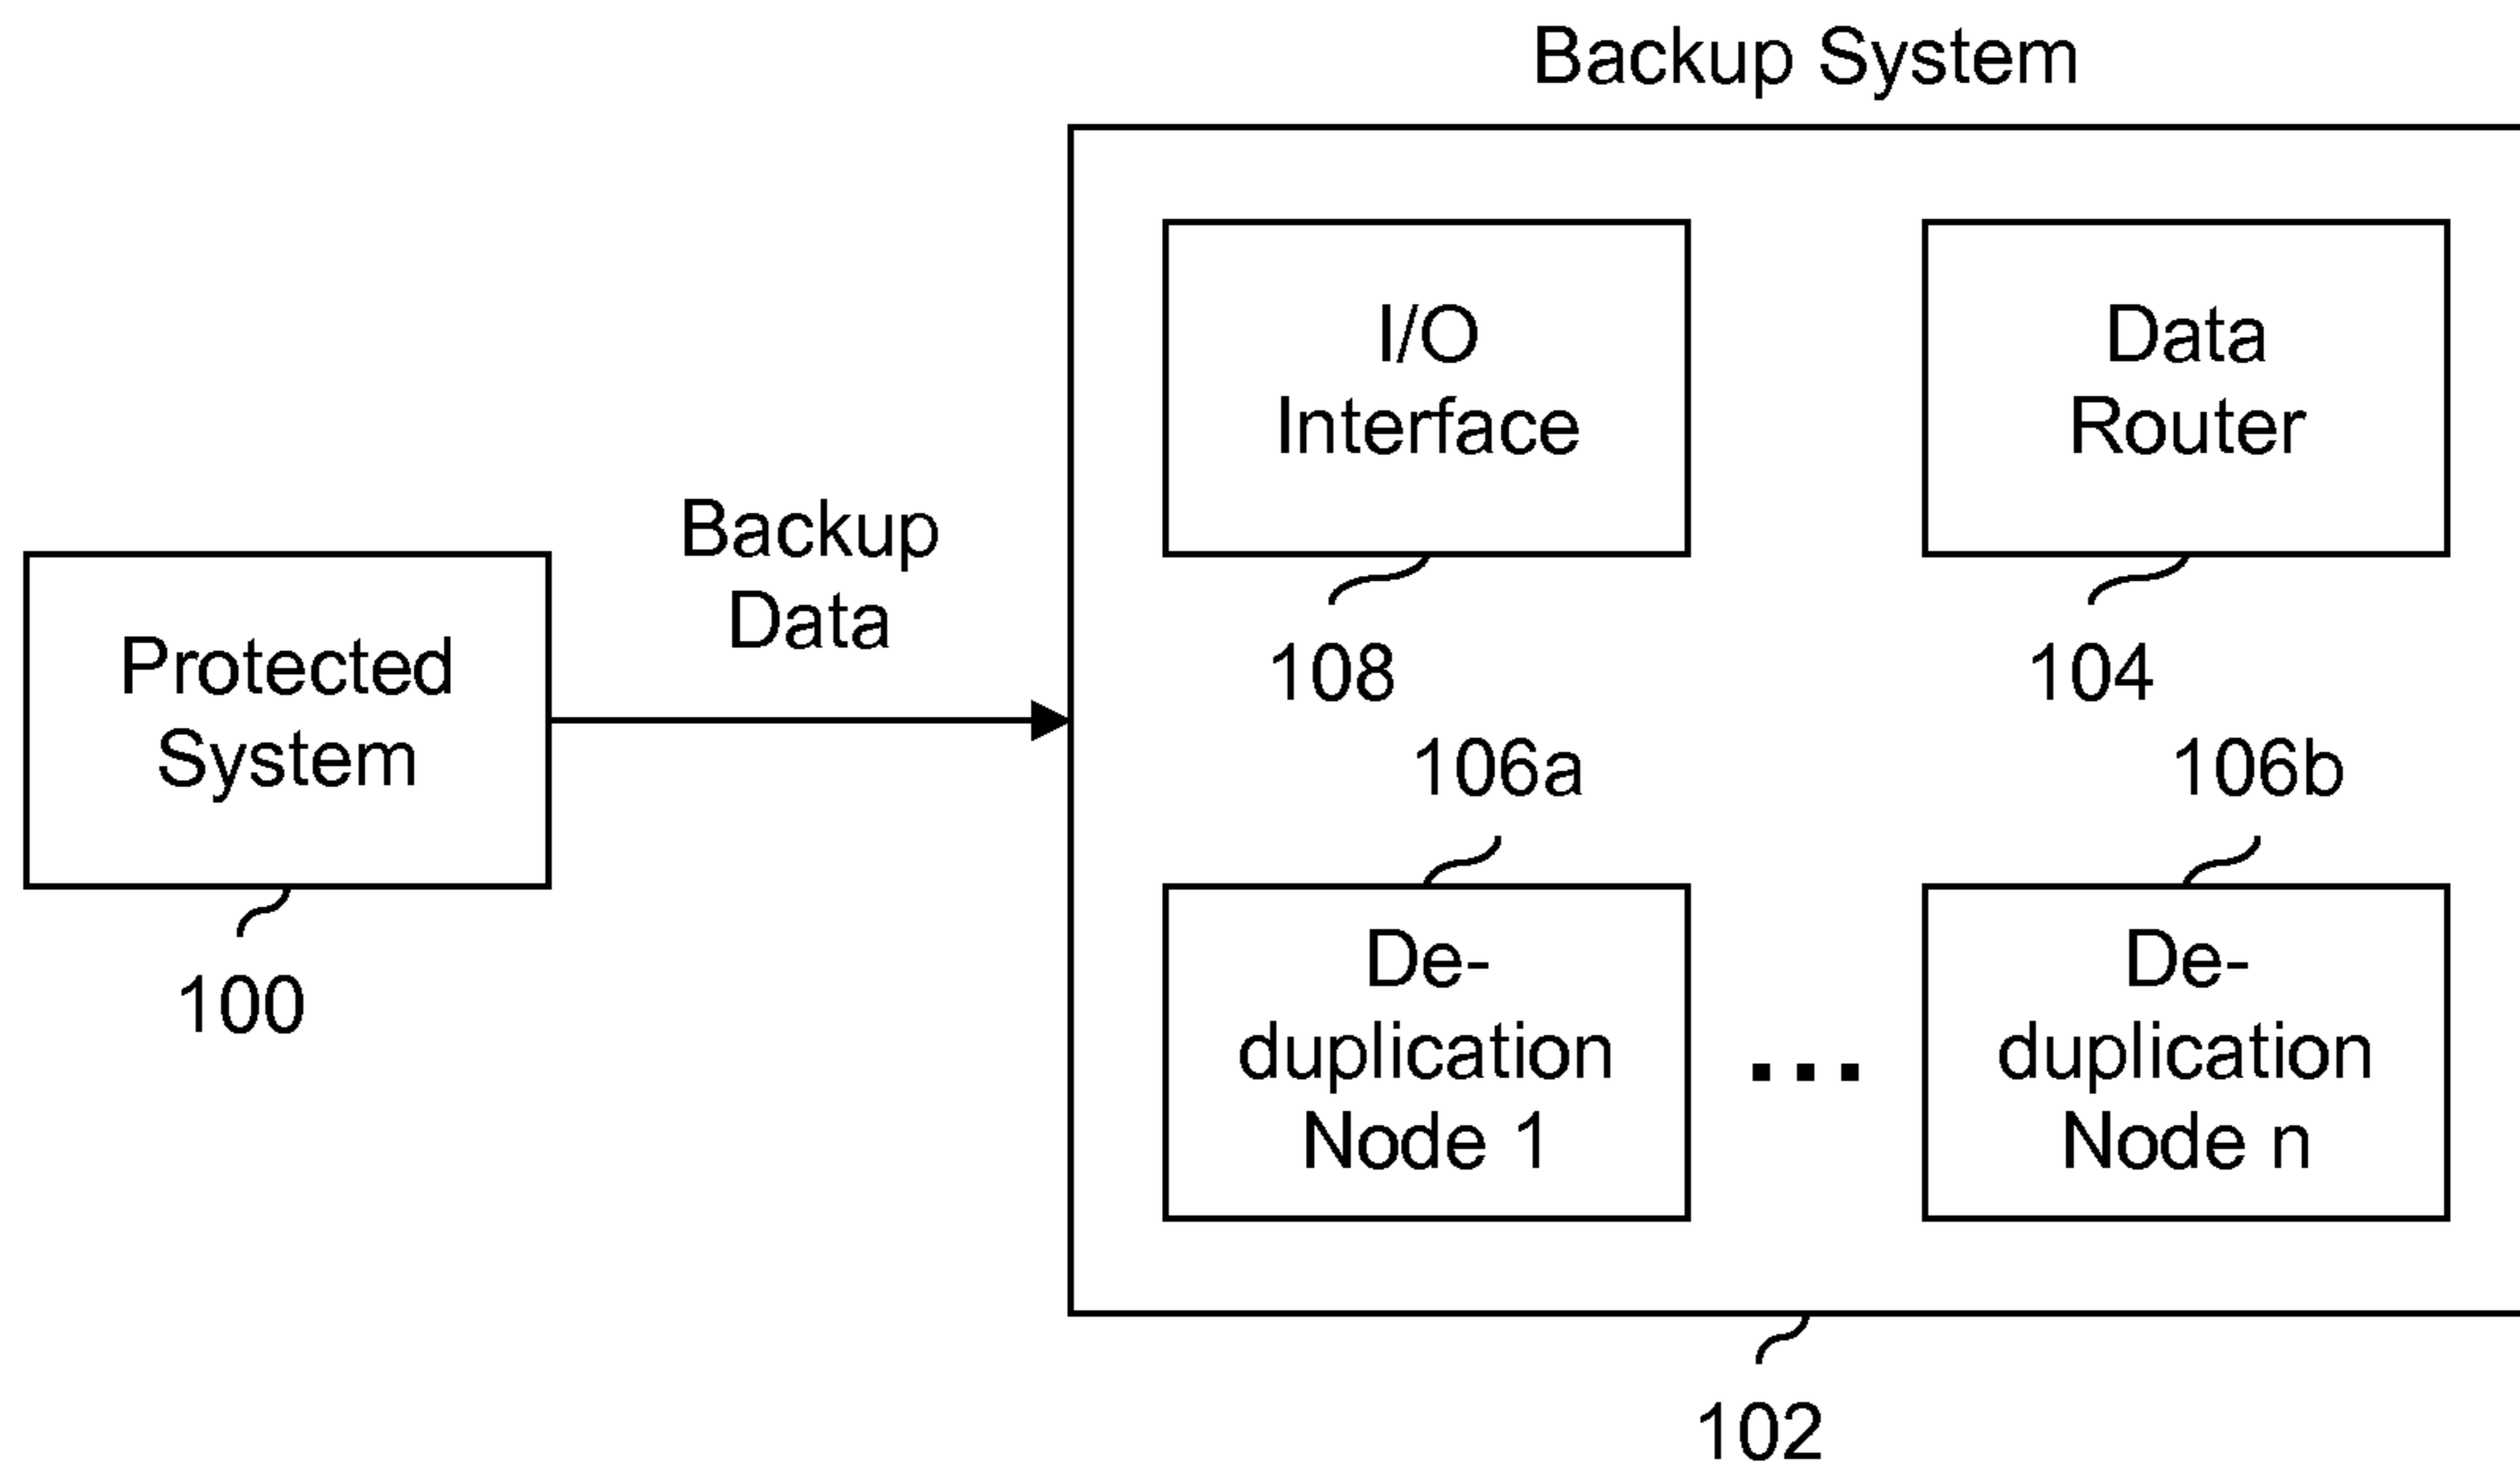 Backup System
I/O
Interface
Data
Router
Backup
Data
Protected
System
108
104
106a
106b
100
De-
duplication
Node 1
...
De-
duplication
Node n
102